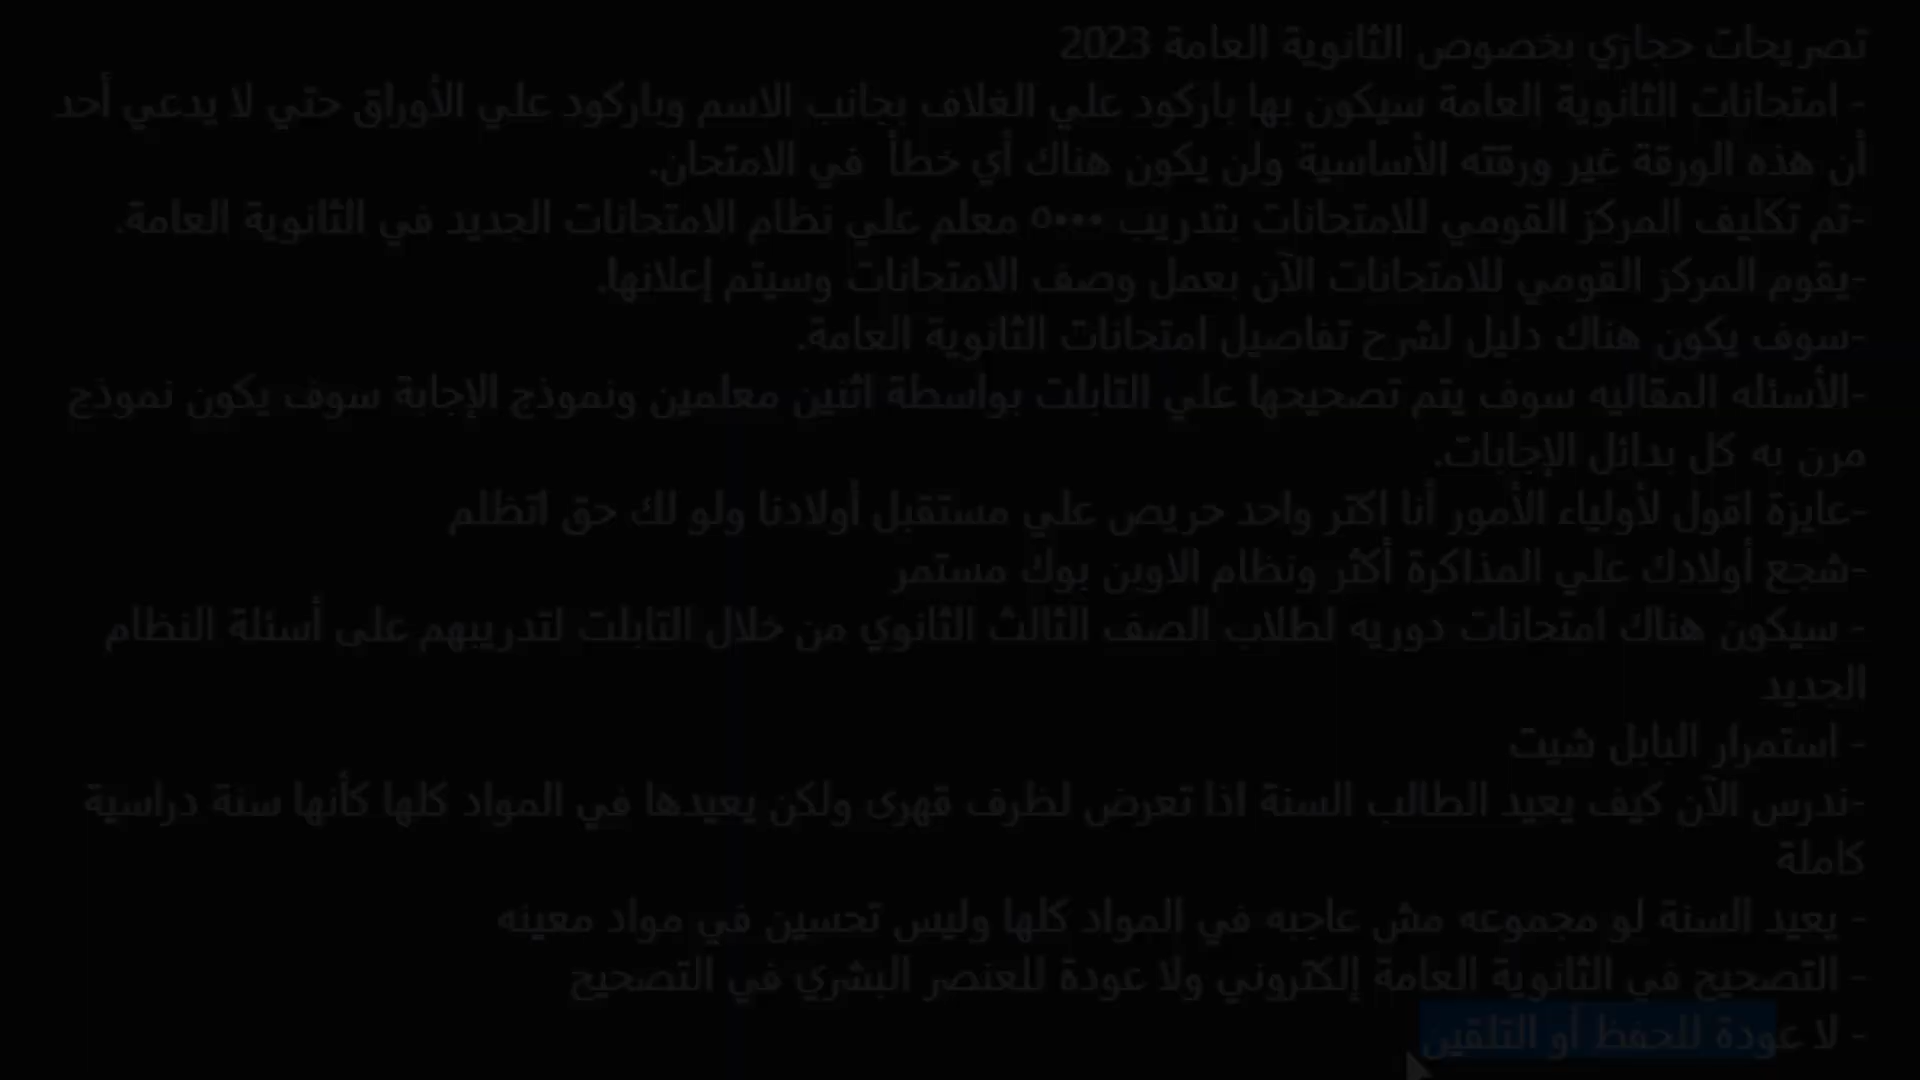 تصريحات حجازي بخصوص الثانوية العامة 2023
- امتحانات الثانوية العامة سيكون بها باركود علي الغلاف بجانب الاسم وباركود علي الأوراق حتي لا يدعي أحد
أن هذه الورقة غير ورقته الأساسية ولن يكون هناك أي خطأ في الامتحان.
-تم تكليف المركز القومي للامتحانات بتدريب ٥٠٠٠ معلم علي نظام الامتحانات الجديد في الثانوية العامة.
-يقوم المركز القومي للامتحانات الآن بعمل وصف الامتحانات وسيتم إعلانها.
-سوف يكون هناك دليل لشرح تفاصيل امتحانات الثانوية العامة.
-الأسئله المقاليه سوف يتم تصحيحها علي التابلت بواسطة اثنين معلمين ونموذج الإجابة سوف يكون نموذج
مرن به كل بدائل الإجابات.
-عايزة اقول لأولياء الأمور أنا اكتر واحد حريص علي مستقبل أولادنا ولو لك حق اتظلم
-شجع أولادك علي المذاكرة أكثر ونظام الاوبن بوك مستمر
- سيكون هناك امتحانات دوريه لطلاب الصف الثالث الثانوي من خلال التابلت لتدريبهم على أسئلة النظام
الجديد
- استمرار البابل شيت
-ندرس الآن كيف يعيد الطالب السنة اذا تعرض لظرف قهرى ولكن يعيدها في المواد كلها كأنها سنة دراسية
كاملة
- يعيد السنة لو مجموعه مش عاجبه في المواد كلها وليس تحسين في مواد معينه
- التصحيح في الثانوية العامة إلكتروني ولا عودة للعنصر البشري في التصحيح
- لا عودة للحفظ أو التلقين